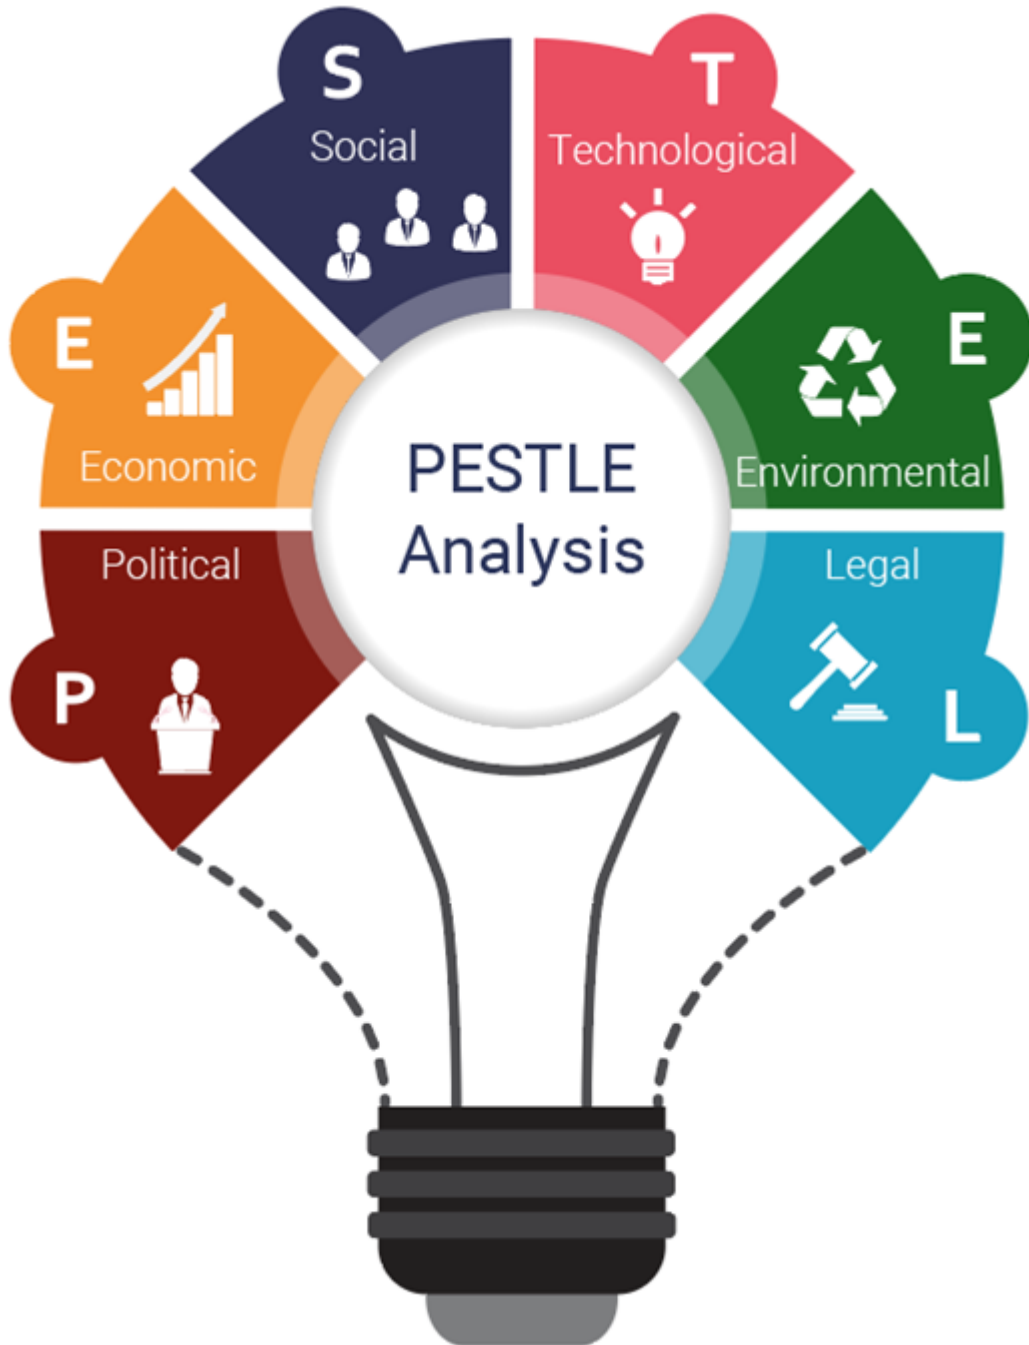 S
Social
T
Technological
E
Economic
E
Environmental
PESTLE
Analysis
Political
P
Legal
L